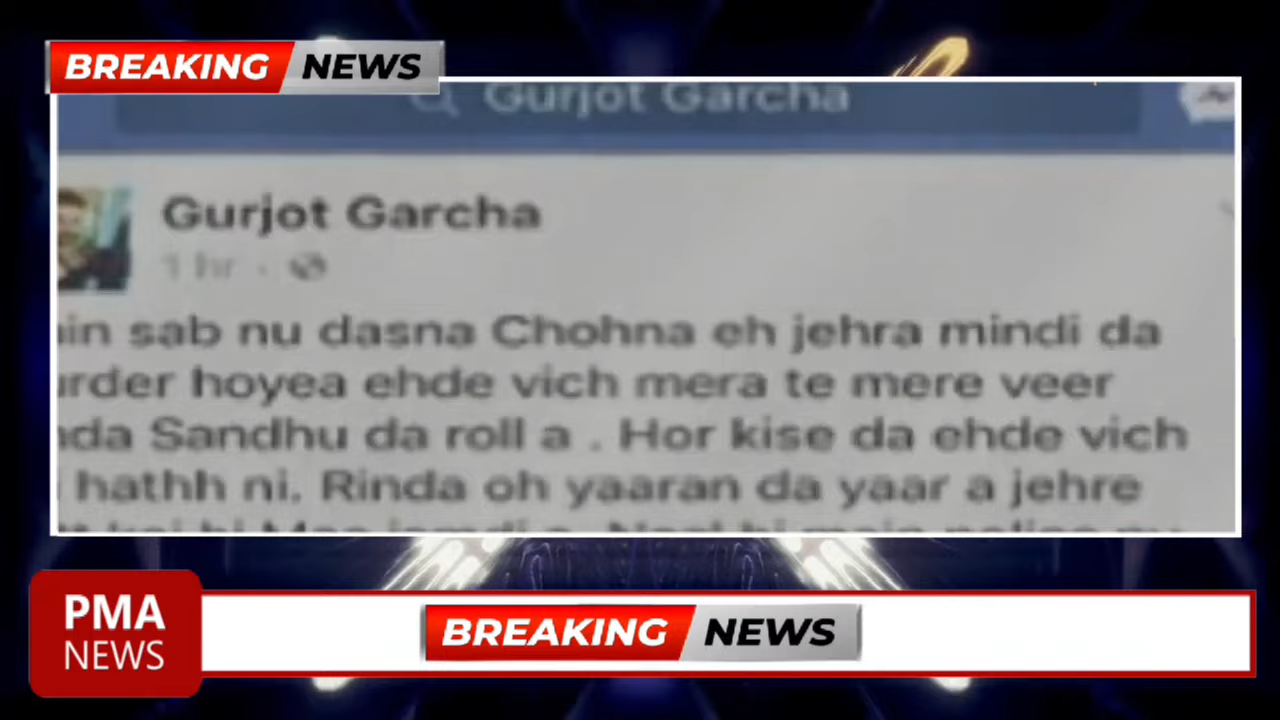 BREAKING NEWS
Gurjot Garcha
Gurjot Garcha
1 hr
sab nu dasna Chohna eh jehra mindi da
hoyea ehde vich mera te mere veer
Sandhu da roll a . Hor kise da ehde vich
hathh ni. Rinda oh yaaran da yaar a jehre
PMA
NEWS
BREAKING NEWS